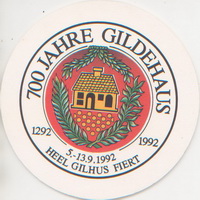 700 JAHRE GILDEHAUS
1292
1992
5.-13.9.1992
HEEL GILHUS FIERT